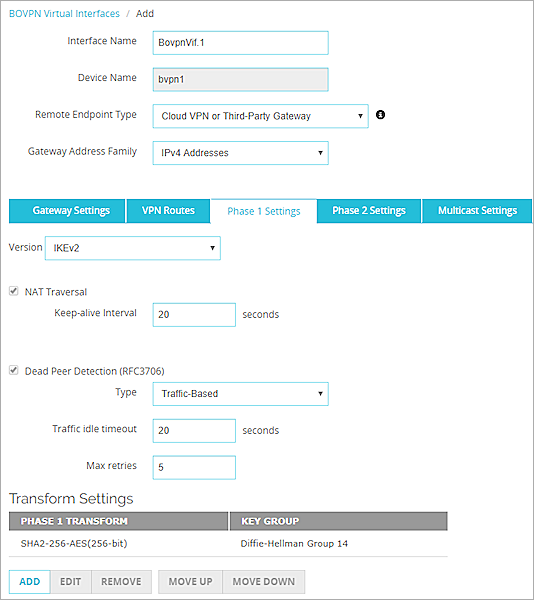 BOVPN Virtual Interfaces / Add
Interface Name BovpnVif.1
Device Name bvpn1
Remote Endpoint Type Cloud VPN or Third-Party Gateway
Gateway Address Family IPv4 Addresses
Gateway Settings VPN Routes Phase 1 Settings Phase 2 Settings Multicast Settings
Version IKEv2
NAT Traversal
Keep-alive Interval 20 seconds
Dead Peer Detection (RFC3706)
Type Traffic-Based
Traffic idle timeout 20 seconds
Max retries 5
Transform Settings
PHASE 1 TRANSFORM KEY GROUP
SHA2-256-AES(256-bit) Diffie-Hellman Group 14
ADD EDIT REMOVE MOVE UP MOVE DOWN